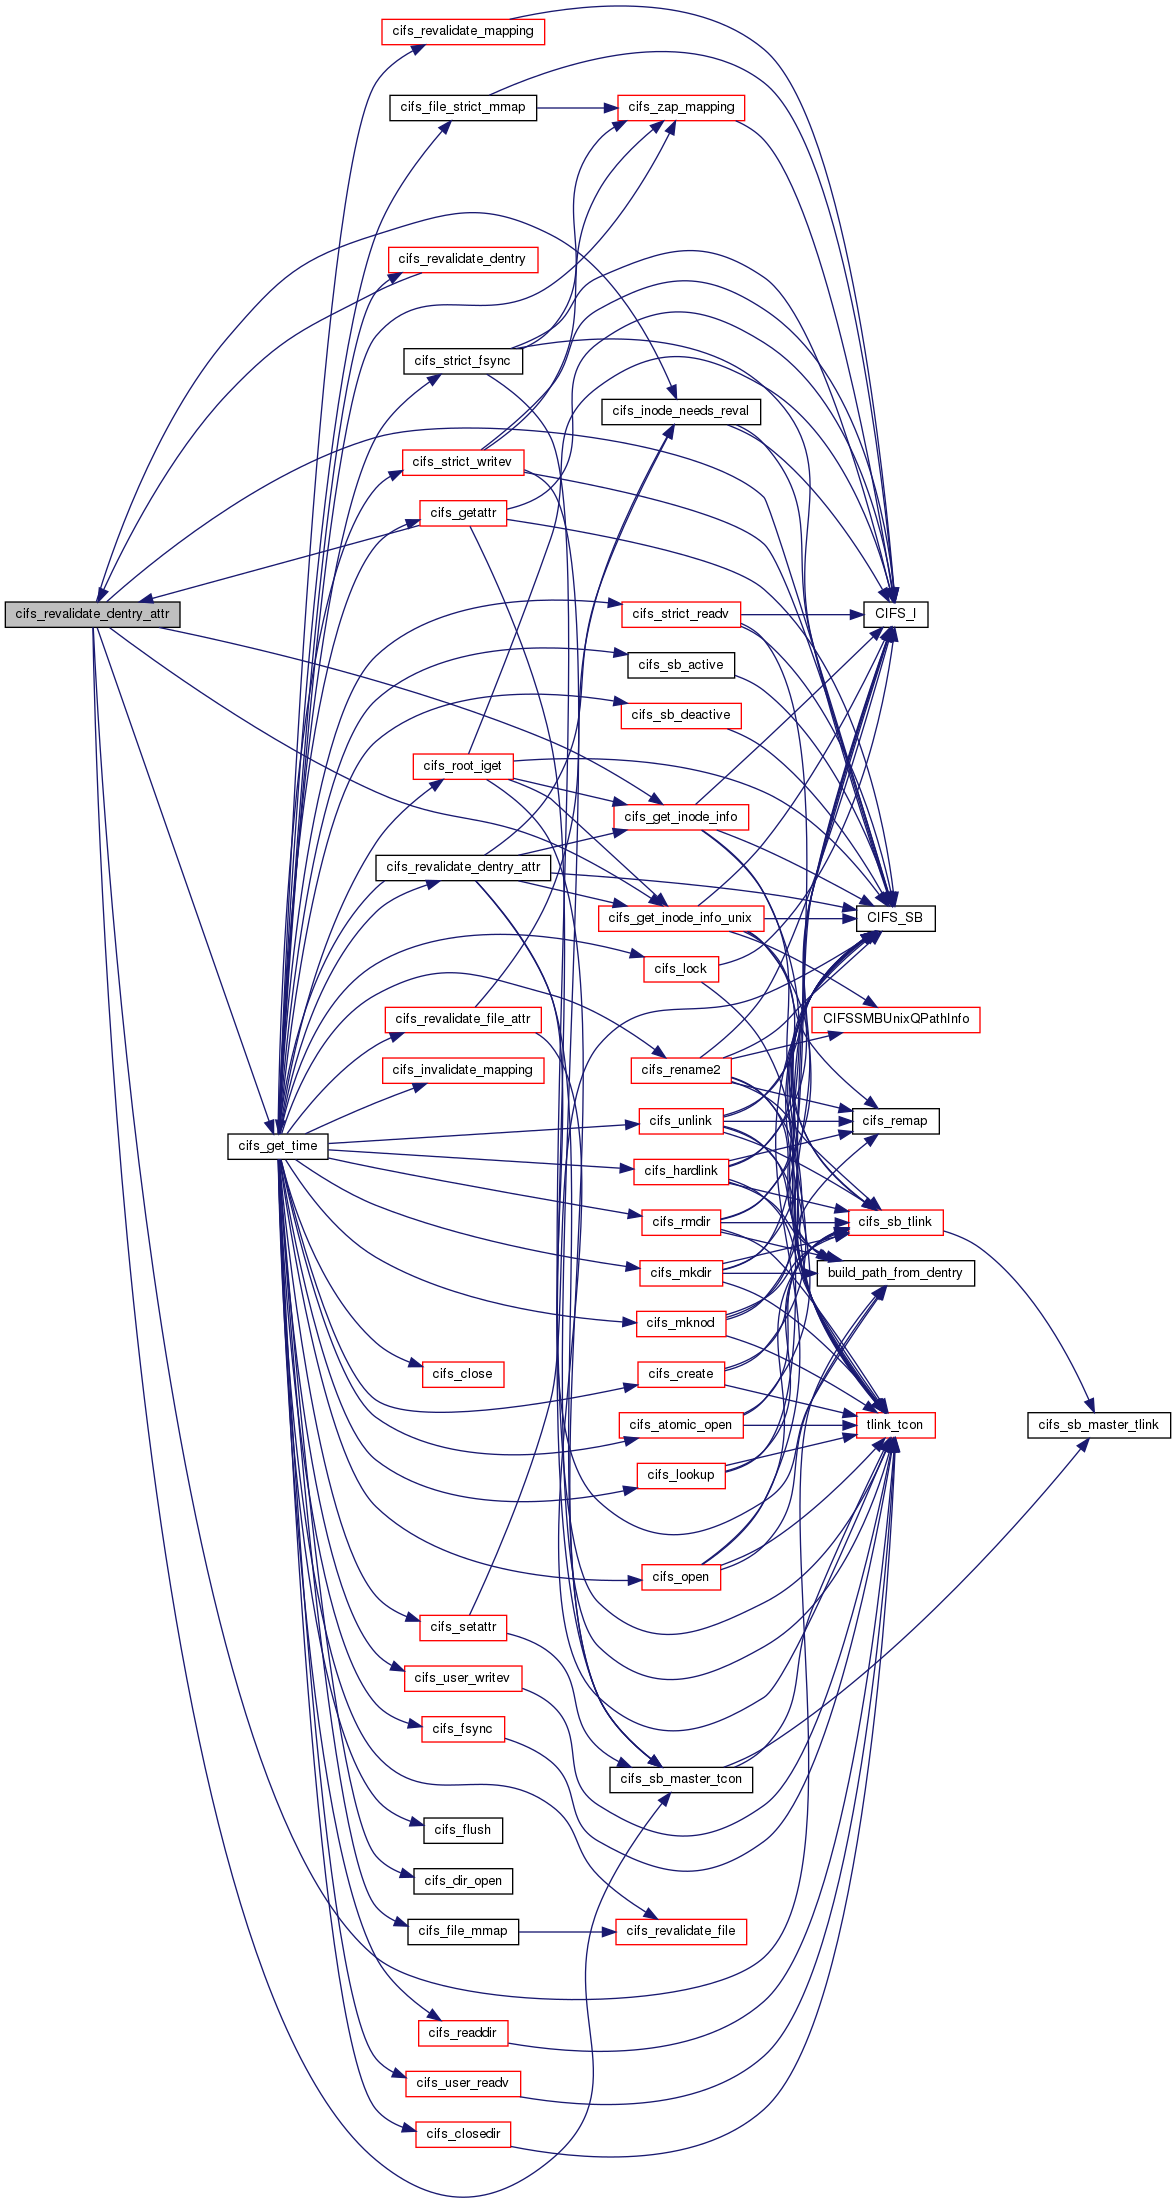 cifs_revalidate_mapping
cifs_file_strict_mmap
cifs_zap_mapping
cifs_revalidate_dentry
cifs_strict_fsync
cifs_inode_needs_reval
cifs_strict_writev
cifs_getattr
cifs_revalidate_dentry_attr
cifs_strict_readv
CIFS_I
cifs_sb_active
cifs_sb_deactive
cifs_root_iget
cifs_get_inode_info
cifs_revalidate_dentry_attr
cifs_get_inode_info_unix
CIFS_SB
cifs_lock
cifs_revalidate_file_attr
CIFSSMBUnixQPathInfo
cifs_invalidate_mapping
cifs_rename2
cifs_unlink
cifs_remap
cifs_get_time
cifs_hardlink
cifs_rmdir
cifs_sb_tlink
cifs_mkdir
build_path_from_dentry
cifs_mknod
cifs_close
cifs_create
cifs_atomic_open
tlink_tcon
cifs_sb_master_tlink
cifs_lookup
cifs_open
cifs_setattr
cifs_user_writev
cifs_fsync
cifs_sb_master_tcon
cifs_flush
cifs_dir_open
cifs_file_mmap
cifs_revalidate_file
cifs_readdir
cifs_user_readv
cifs_closedir